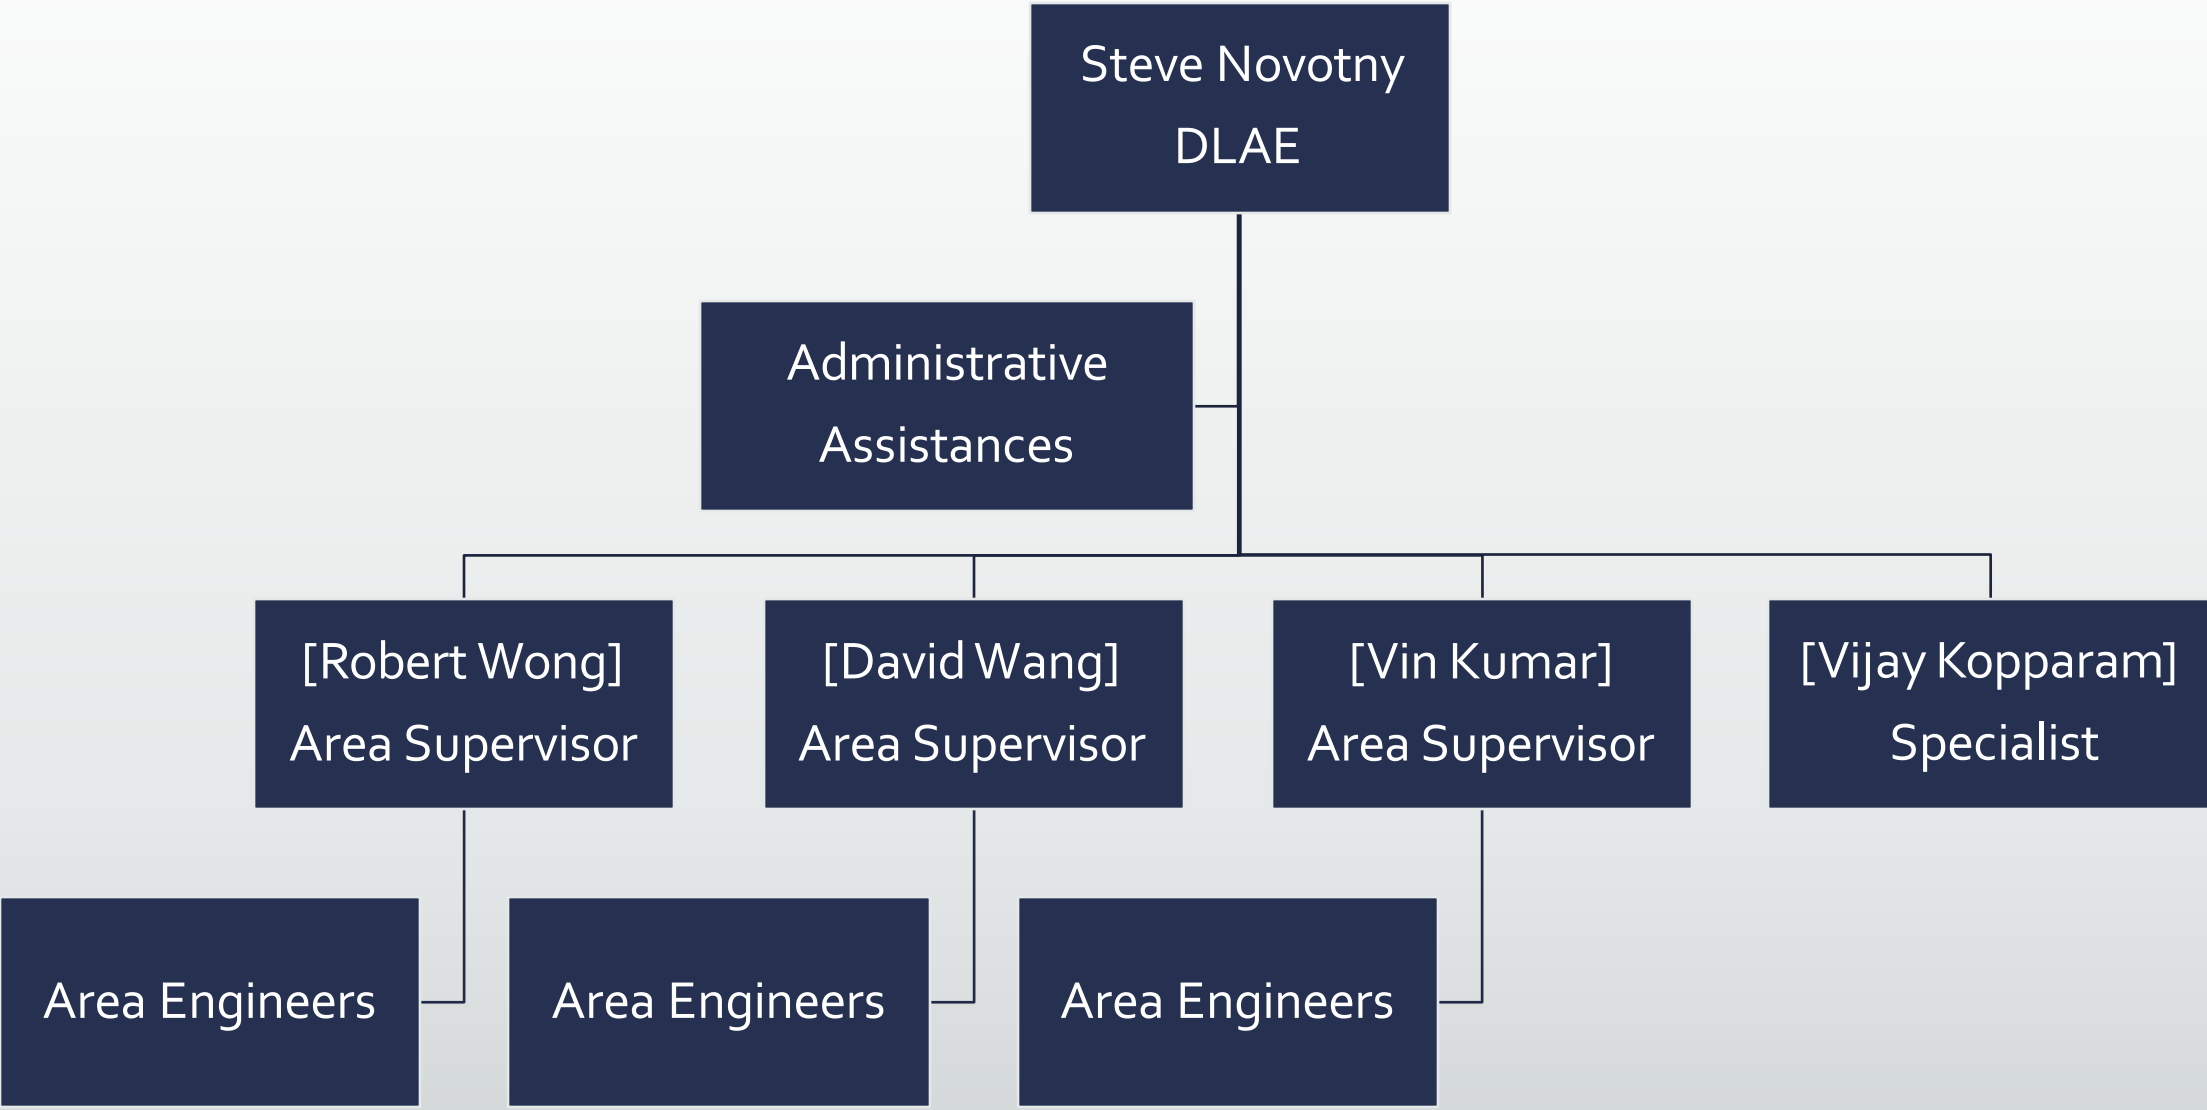 Steve Novotny
DLAE
Administrative
Assistances
[Robert Wong]
Area Supervisor
[David Wang]
Area Supervisor
[Vin Kumar]
Area Supervisor
[Vijay Kopparam]
Specialist
Area Engineers
Area Engineers
Area Engineers